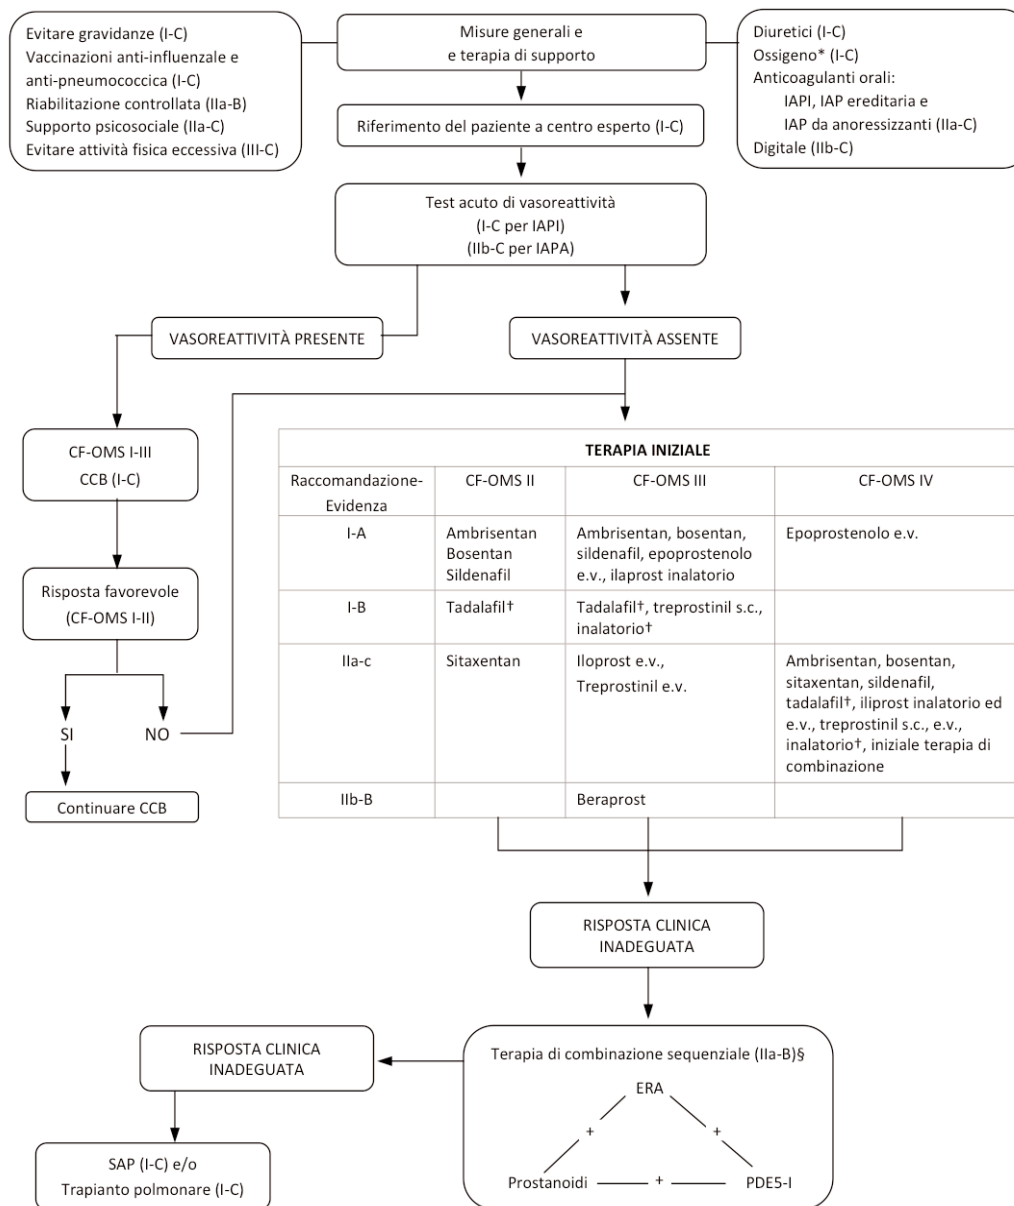 Evitare gravidanze (I-C)
Vaccinazioni anti-influenzale e
anti-pneumococcica (I-C)
Riabilitazione controllata (IIa-B)
Supporto psicosociale (IIa-C)
Evitare attività fisica eccessiva (III-C)
Misure generali e
e terapia di supporto
Diuretici (I-C)
Ossigeno* (I-C)
Anticoagulanti orali:
IAPI, IAP ereditaria e
IAP da anoressizzanti (IIa-C)
Digitale (IIb-C)
Riferimento del paziente a centro esperto (I-C)
Test acuto di vasoreattività
(I-C per IAPI)
(IIb-C per IAPA)
VASOREATTIVITÀ PRESENTE
VASOREATTIVITÀ ASSENTE
CF-OMS I-III
CCB (I-C)
Risposta favorevole
(CF-OMS I-II)
SI
NO
Continuare CCB
TERAPIA INIZIALE
Raccomandazione-
Evidenza
CF-OMS II
CF-OMS III
CF-OMS IV
I-A
Ambrisentan
Bosentan
Sildenafil
Ambrisentan, bosentan,
sildenafil, epoprostenolo
e.v., ilaprost inalatorio
Epoprostenolo e.v.
I-B
Tadalafil†
Tadalafil†, treprostinil s.c.,
inalatorio†
IIa-c
Sitaxentan
Iloprost e.v.,
Treprostinil e.v.
Ambrisentan, bosentan,
sitaxentan, sildenafil,
tadalafil†, iliprost inalatorio ed
e.v., treprostinil s.c., e.v.,
inalatorio†, iniziale terapia di
combinazione
IIb-B
Beraprost
RISPOSTA CLINICA
INADEGUATA
Terapia di combinazione sequenziale (IIa-B)§
ERA
+
+
Prostanoidi
+
PDE5-I
RISPOSTA CLINICA
INADEGUATA
SAP (I-C) e/o
Trapianto polmonare (I-C)